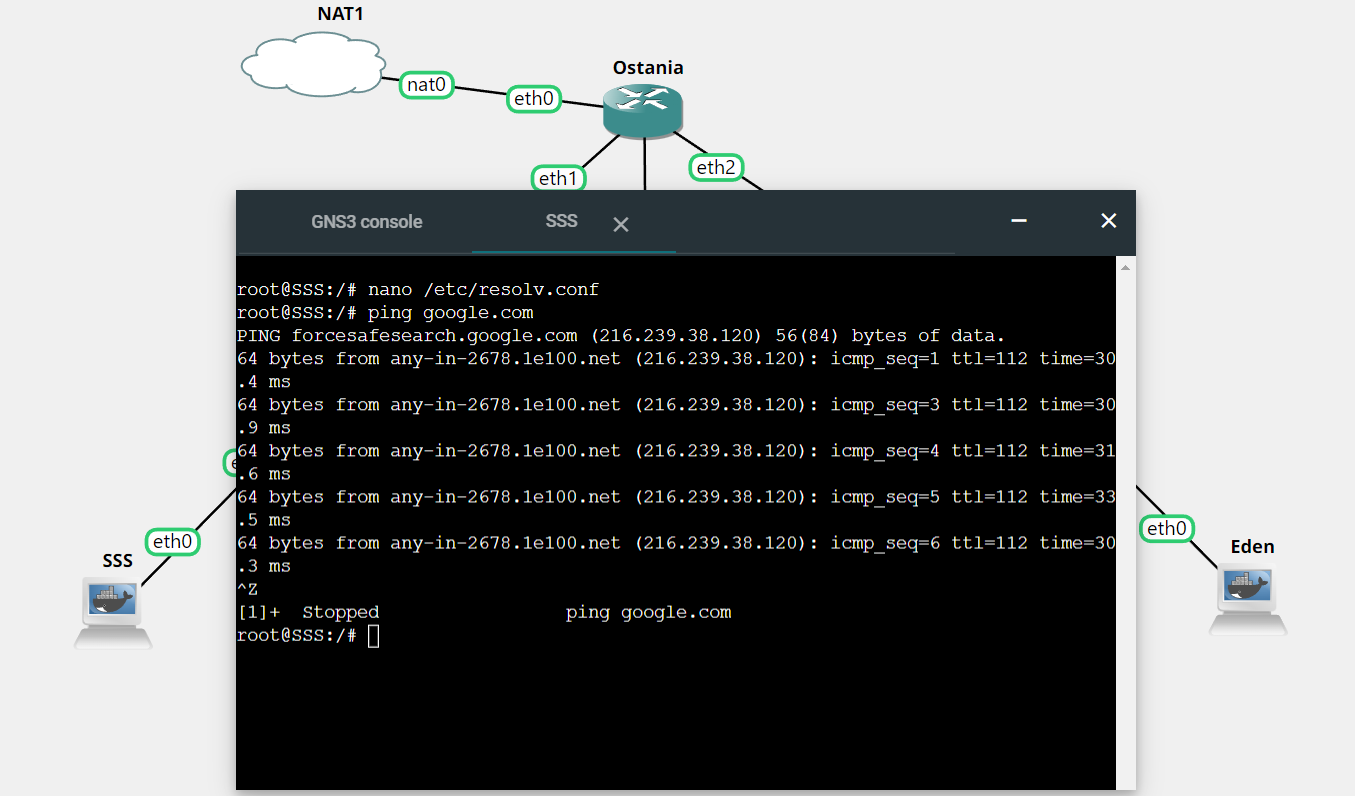 NAT1
Ostania
nat0
eth0
eth1
eth2
GNS3 console
SSS
root@SSS:/# nano /etc/resolv.conf
root@SSS:/# ping google.com
PING forcesafesearch.google.com (216.239.38.120) 56(84) bytes of data.
64 bytes from any-in-2678.1e100.net (216.239.38.120): icmp_seq=1 ttl=112 time=30
.4 ms
64 bytes from any-in-2678.1e100.net (216.239.38.120): icmp_seq=3 ttl=112 time=30
.9 ms
64 bytes from any-in-2678.1e100.net (216.239.38.120): icmp_seq=4 ttl=112 time=31
.6 ms
64 bytes from any-in-2678.1e100.net (216.239.38.120): icmp_seq=5 ttl=112 time=33
.5 ms
64 bytes from any-in-2678.1e100.net (216.239.38.120): icmp_seq=6 ttl=112 time=30
.3 ms
^Z
[1]+  Stopped                 ping google.com
root@SSS:/#
eth0
SSS
eth0
Eden